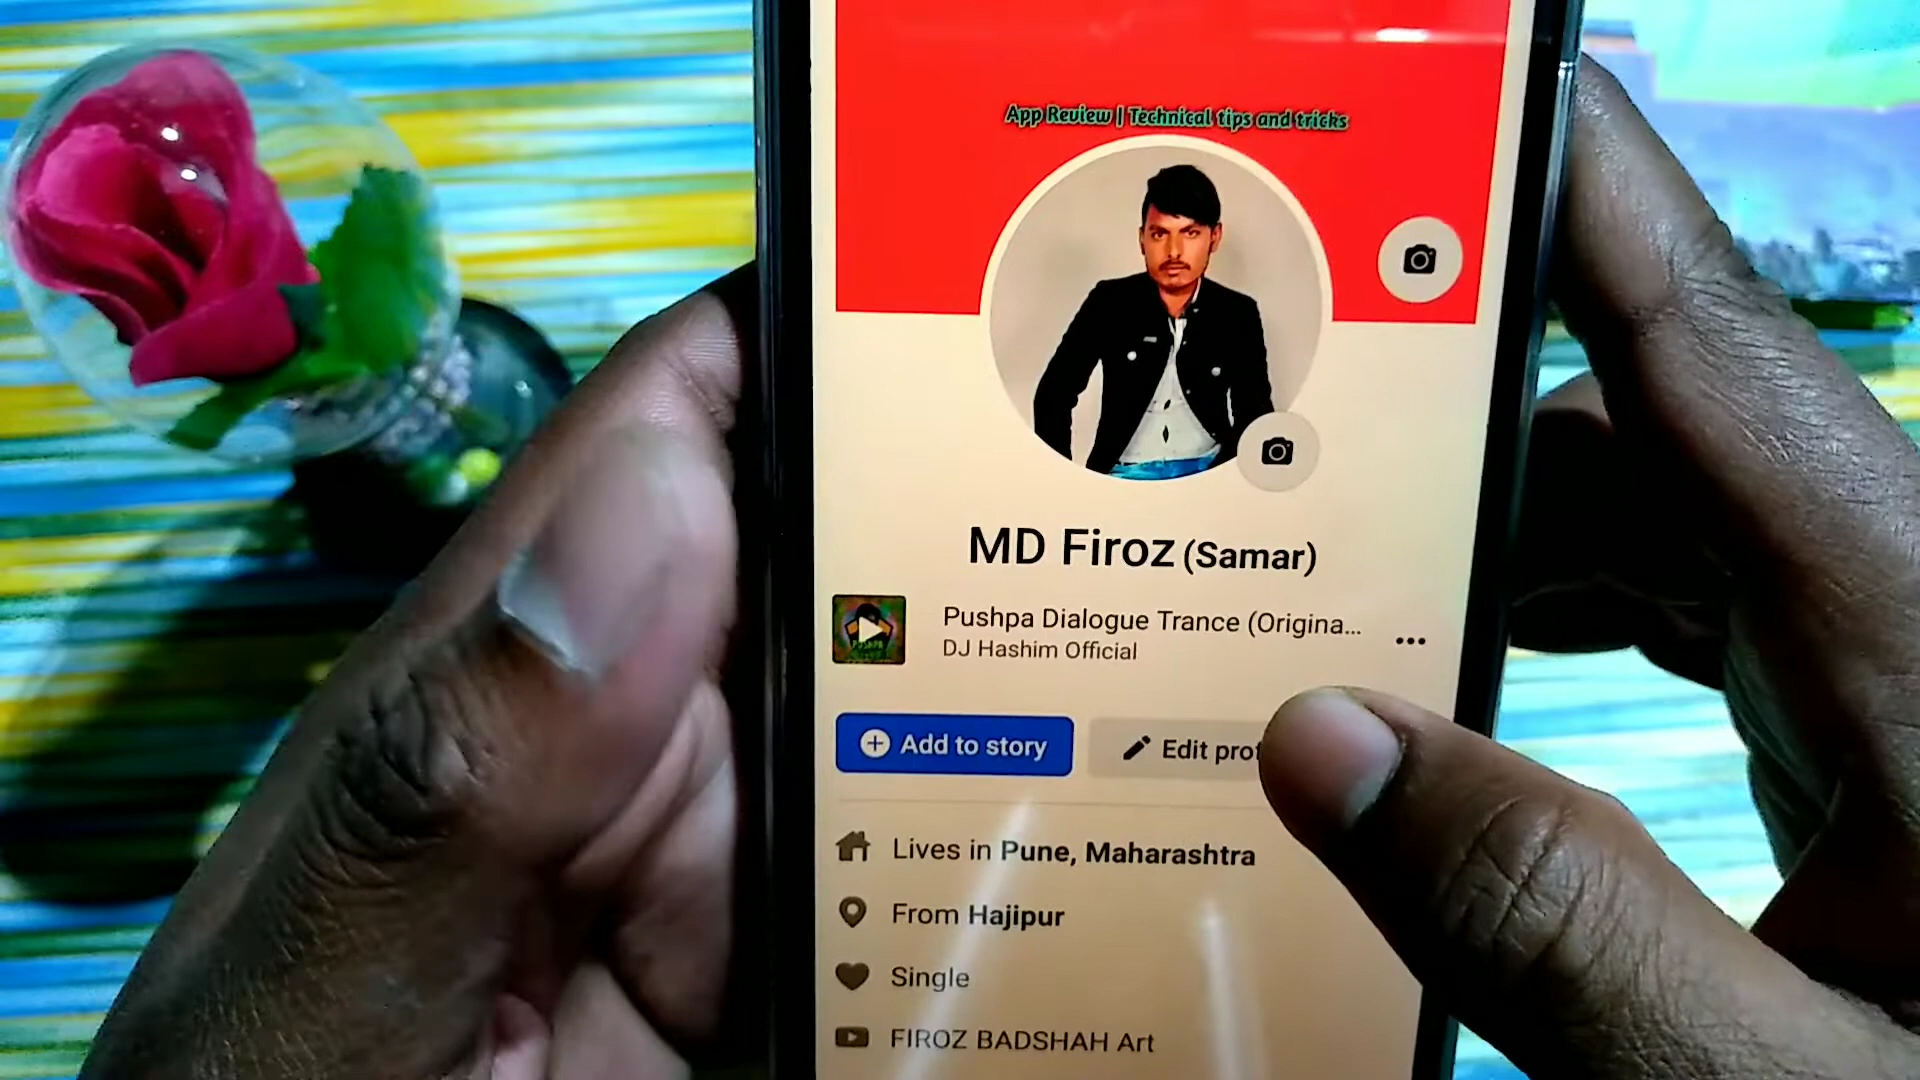 App Review | Technical tips and tricks
MD Firoz (Samar)
Pushpa Dialogue Trance (Origina...
DJ Hashim Official
PUSHPA
Add to story
Edit prof
Lives in Pune, Maharashtra
From Hajipur
Single
FIROZ BADSHAH Art